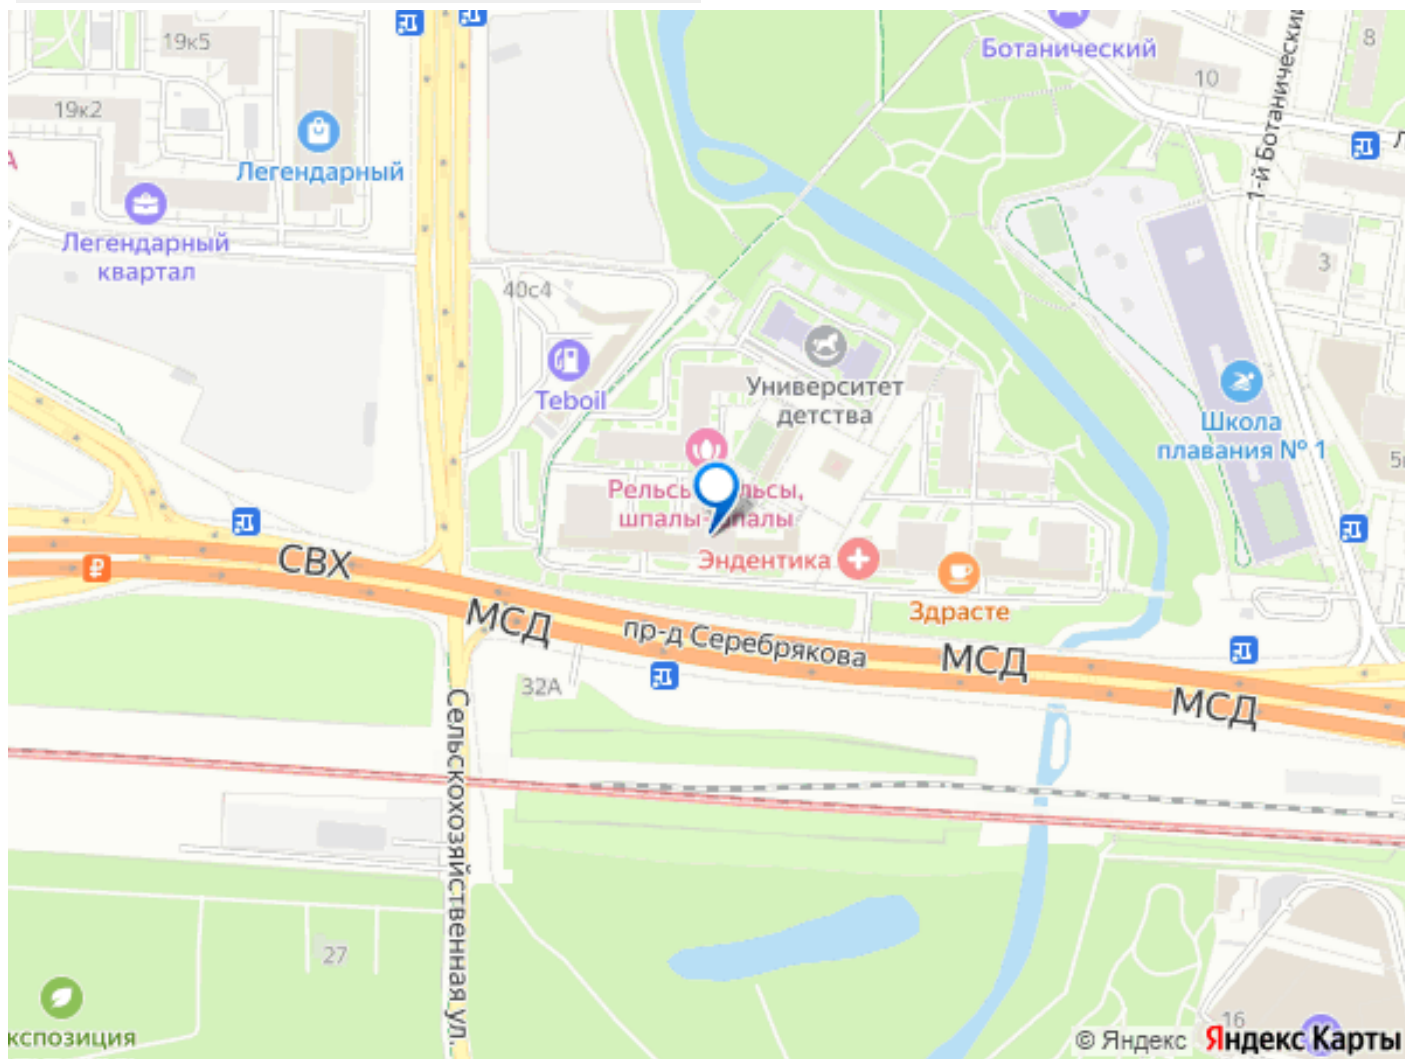 19к5
Ботанический
8
10
1-й Ботанический
19к2
Легендарный
Легендарный
квартал
3
40с4
Университет
детства
Teboil
Школа
плавания № 1
шпалы
Эндентика
СВХ
Здрасте
МСД
пр-д Серебрякова
МСД
МСД
32А
Сельскохозяйственная ул.
27
16
кспозиция
© Яндекс Яндекс Карты